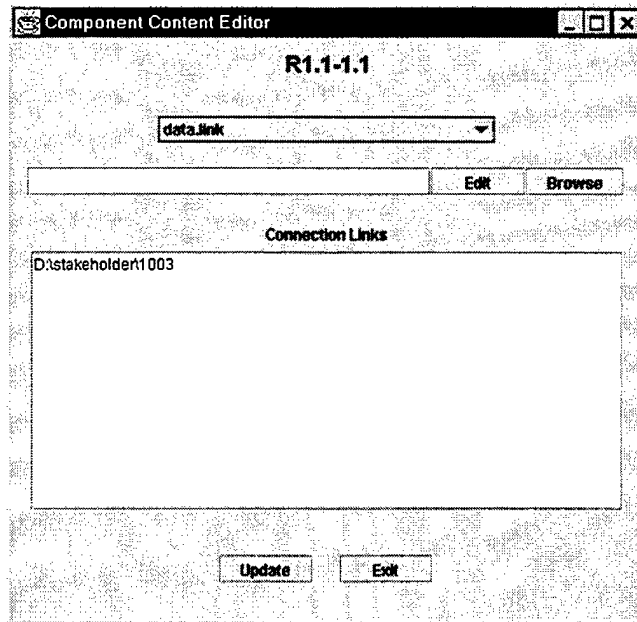 Component Content Editor
R1.1-1.1
data.link
Edit Browse
Connection Links
D:\stakeholder\1003
Update Exit